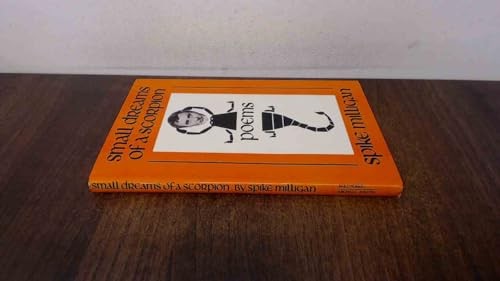 small dreams
of a scorpion
poems
spike milligan
small dreams of a scorpion by spike milligan